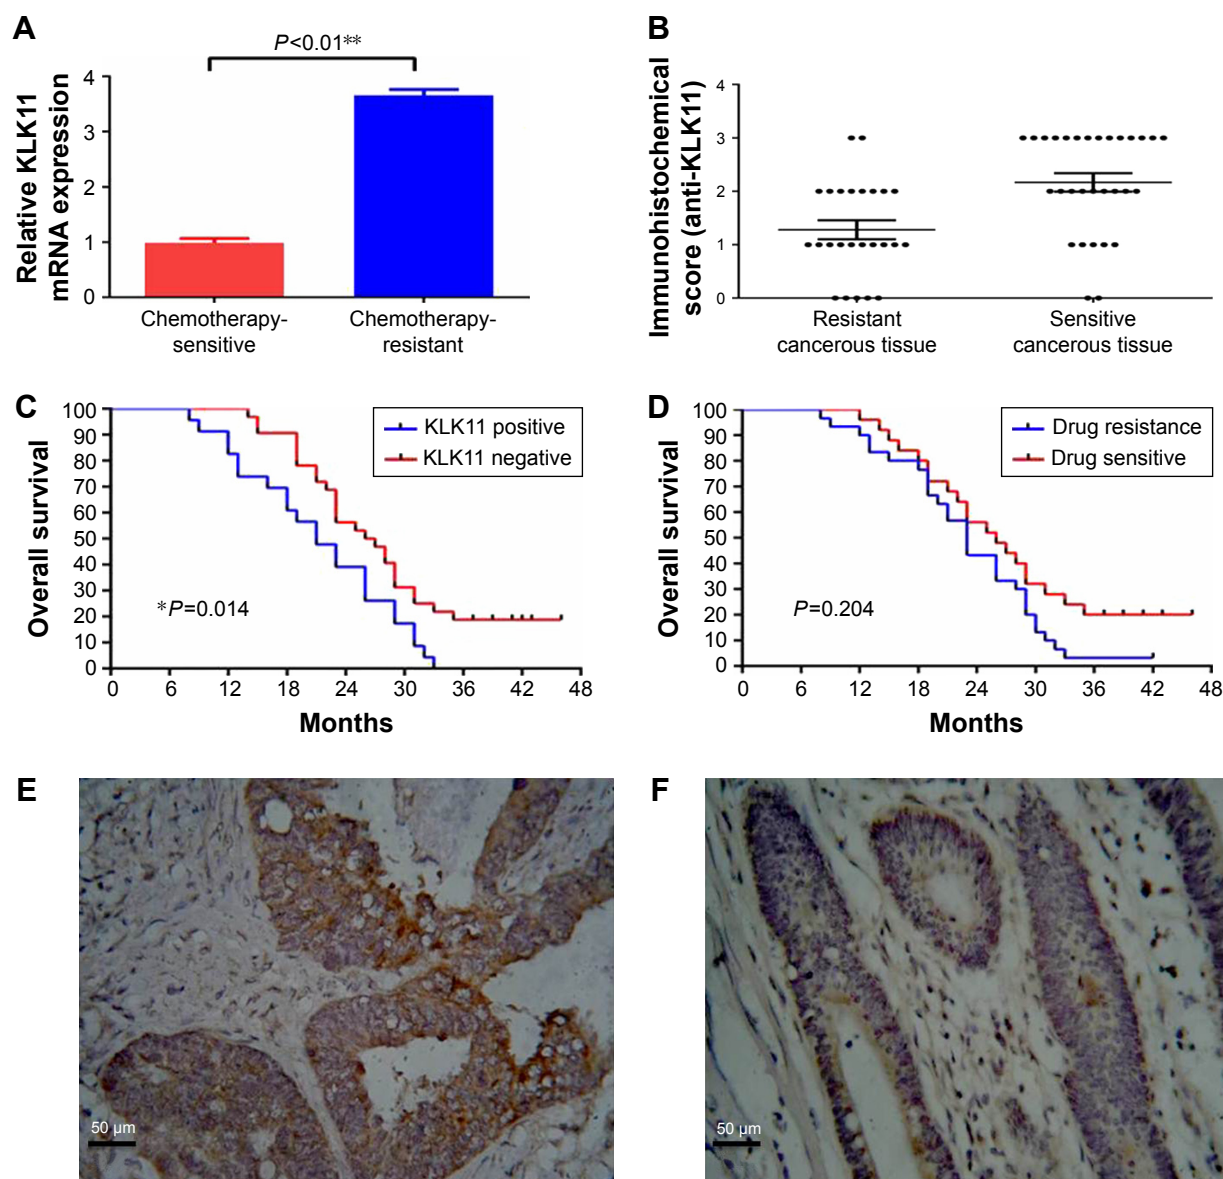 A
P<0.01**
Relative KLK11
mRNA expression
4
3
2
1
0
Chemotherapy-
sensitive
Chemotherapy-
resistant
B
Immunohistochemical
score (anti-KLK11)
4
3
2
1
0
Resistant
cancerous tissue
Sensitive
cancerous tissue
C
Overall survival
100
90
80
70
60
50
40
30
20
10
0
KLK11 positive
KLK11 negative
*P=0.014
0 6 12 18 24 30 36 42 48
Months
D
Overall survival
100
90
80
70
60
50
40
30
20
10
0
Drug resistance
Drug sensitive
P=0.204
0 6 12 18 24 30 36 42 48
Months
E
50 µm
F
50 µm